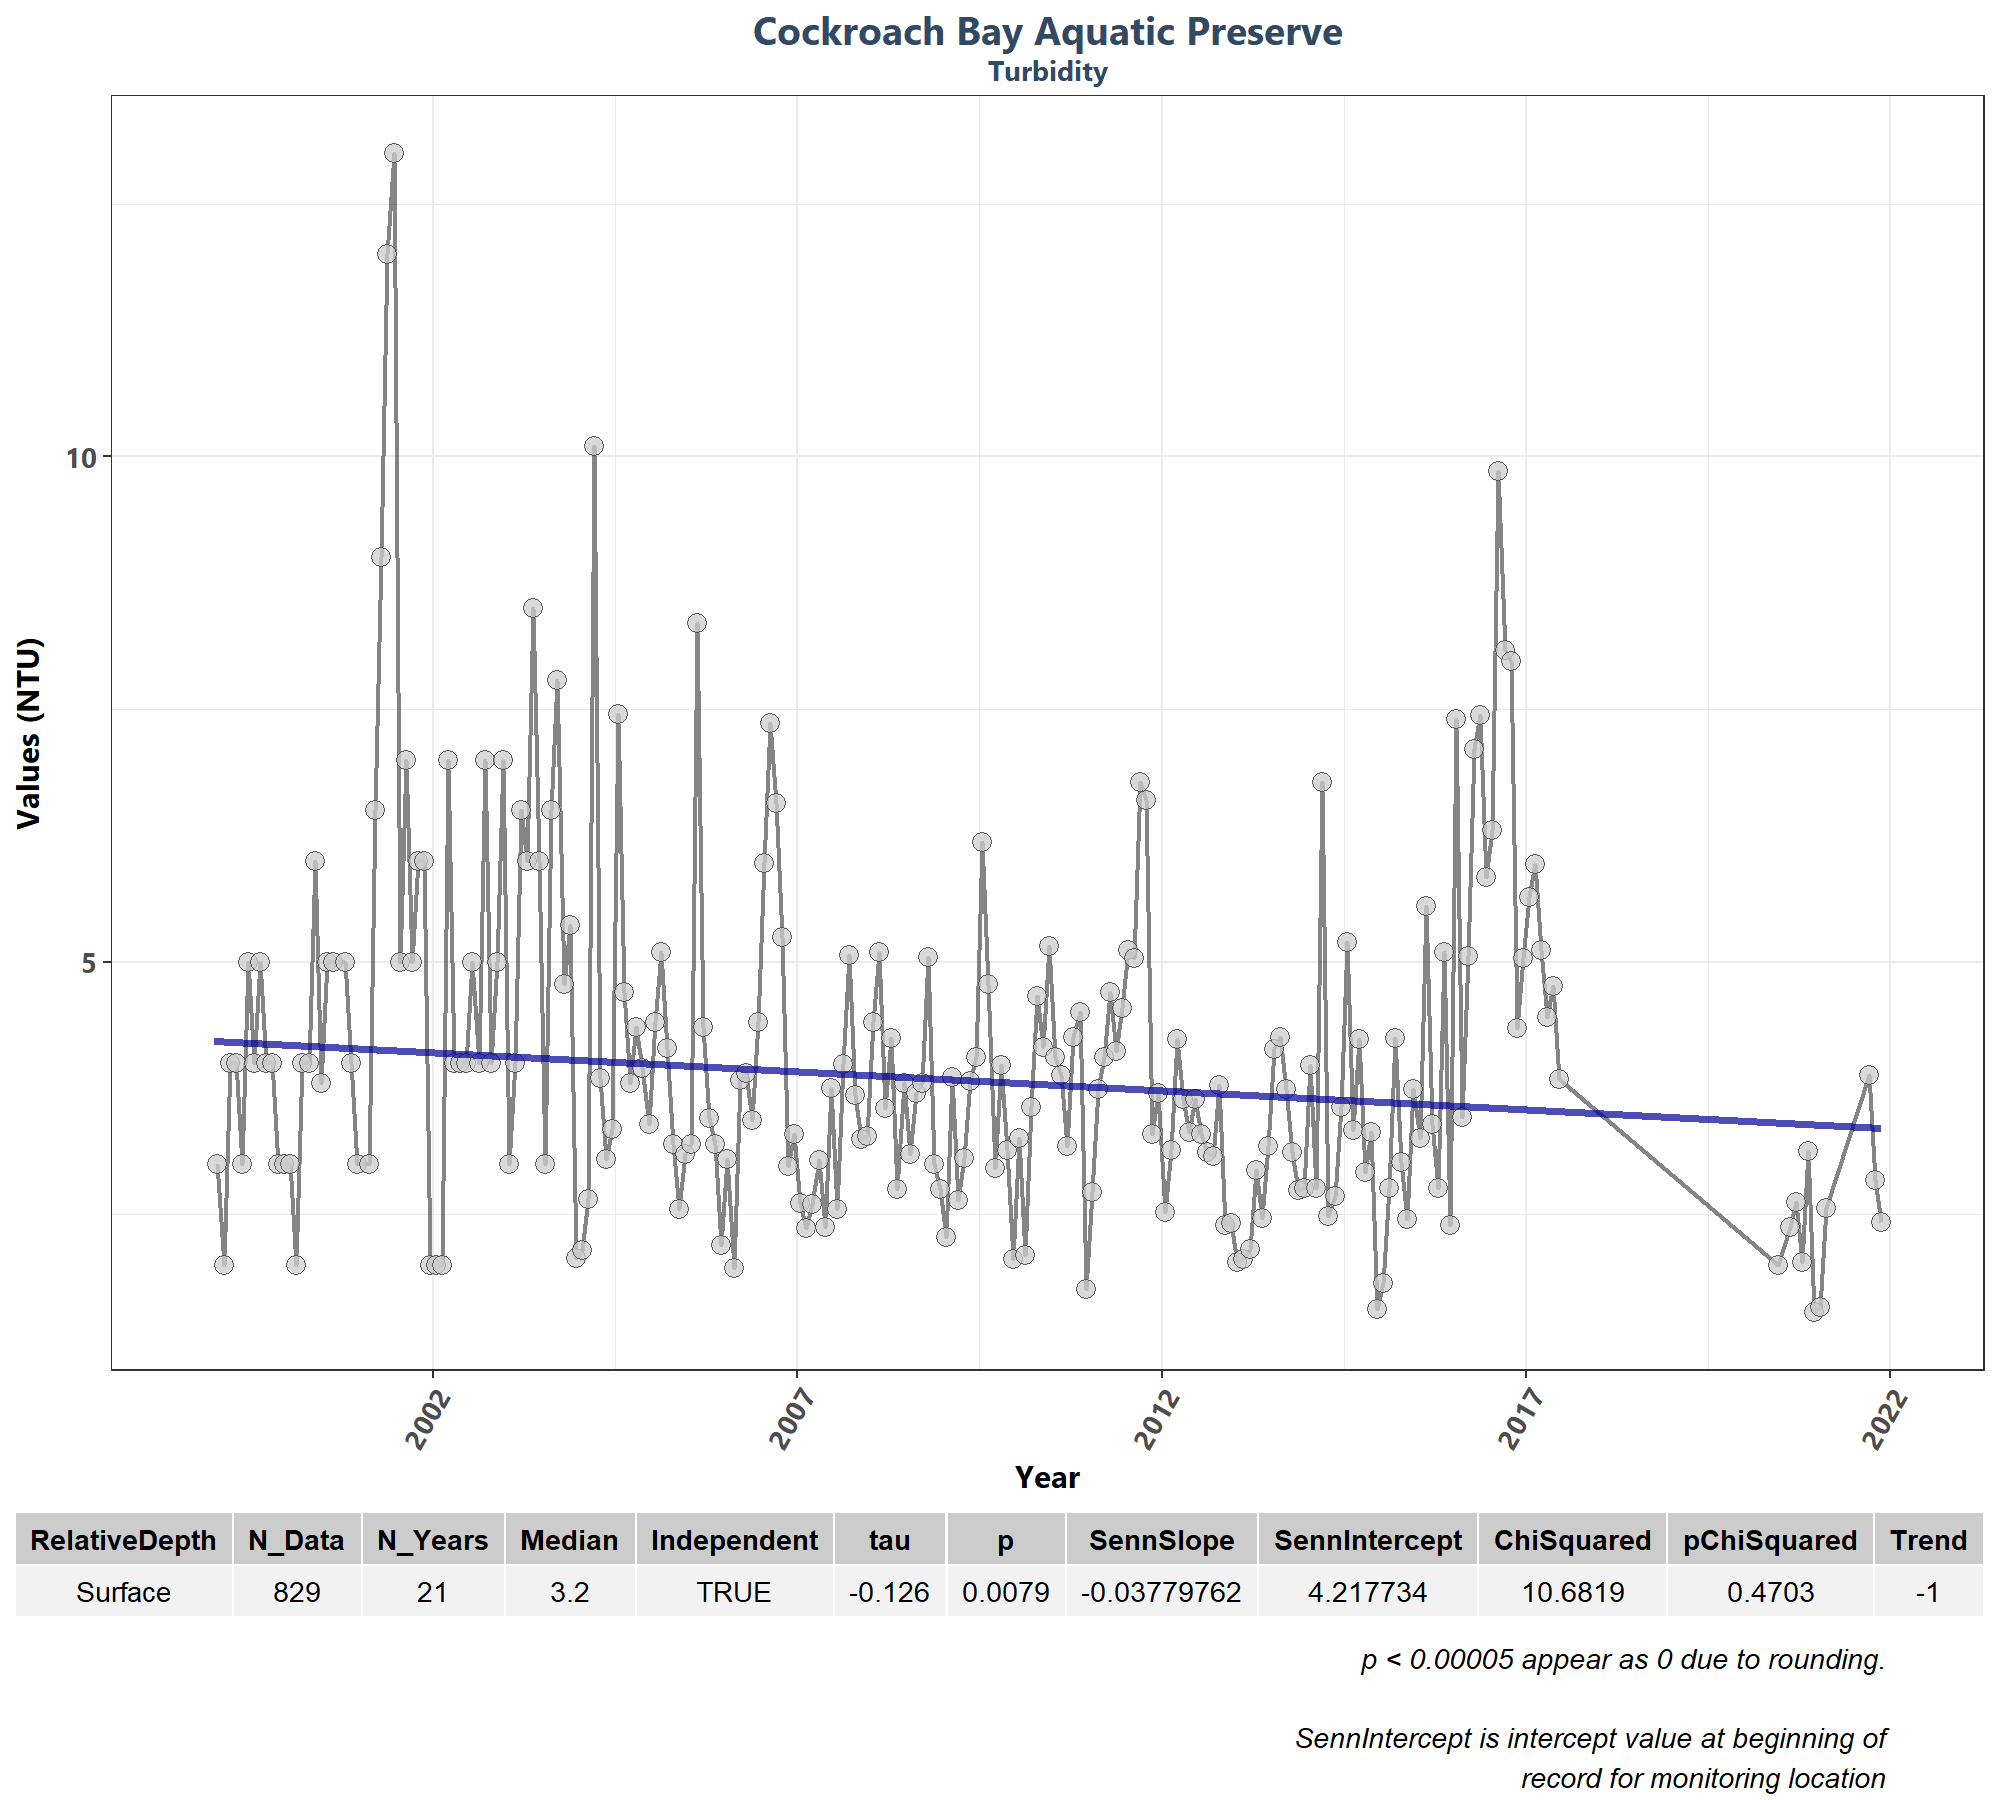 Cockroach Bay Aquatic Preserve
Turbidity
Values (NTU)
10
5
2002 2007 2012 2017 2022
Year
RelativeDepth N_Data N_Years Median Independent tau p SennSlope SennIntercept ChiSquared pChiSquared Trend
Surface 829 21 3.2 TRUE -0.126 0.0079 -0.03779762 4.217734 10.6819 0.4703 -1
p < 0.00005 appear as 0 due to rounding.
SennIntercept is intercept value at beginning of
record for monitoring location